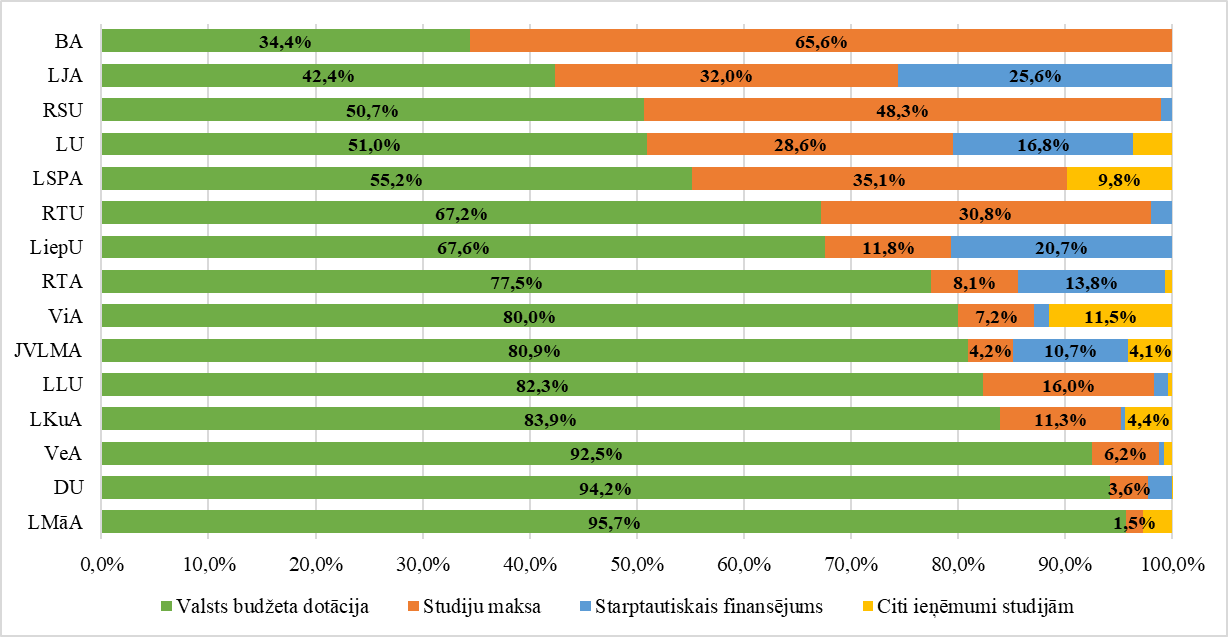 BA 34,4% 65,6%
LJA 42,4% 32,0% 25,6%
RSU 50,7% 48,3%
LU 51,0% 28,6% 16,8%
LSPA 55,2% 35,1% 9,8%
RTU 67,2% 30,8%
LiepU 67,6% 11,8% 20,7%
RTA 77,5% 8,1% 13,8%
ViA 80,0% 7,2% 11,5%
JVLMA 80,9% 4,2% 10,7% 4,1%
LLU 82,3% 16,0%
LKuA 83,9% 11,3% 4,4%
VeA 92,5% 6,2%
DU 94,2% 3,6%
LMāA 95,7% 1,5%
0,0% 10,0% 20,0% 30,0% 40,0% 50,0% 60,0% 70,0% 80,0% 90,0% 100,0%
Valsts budžeta dotācija Studiju maksa Starptautiskais finansējums Citi ieņēmumi studijām